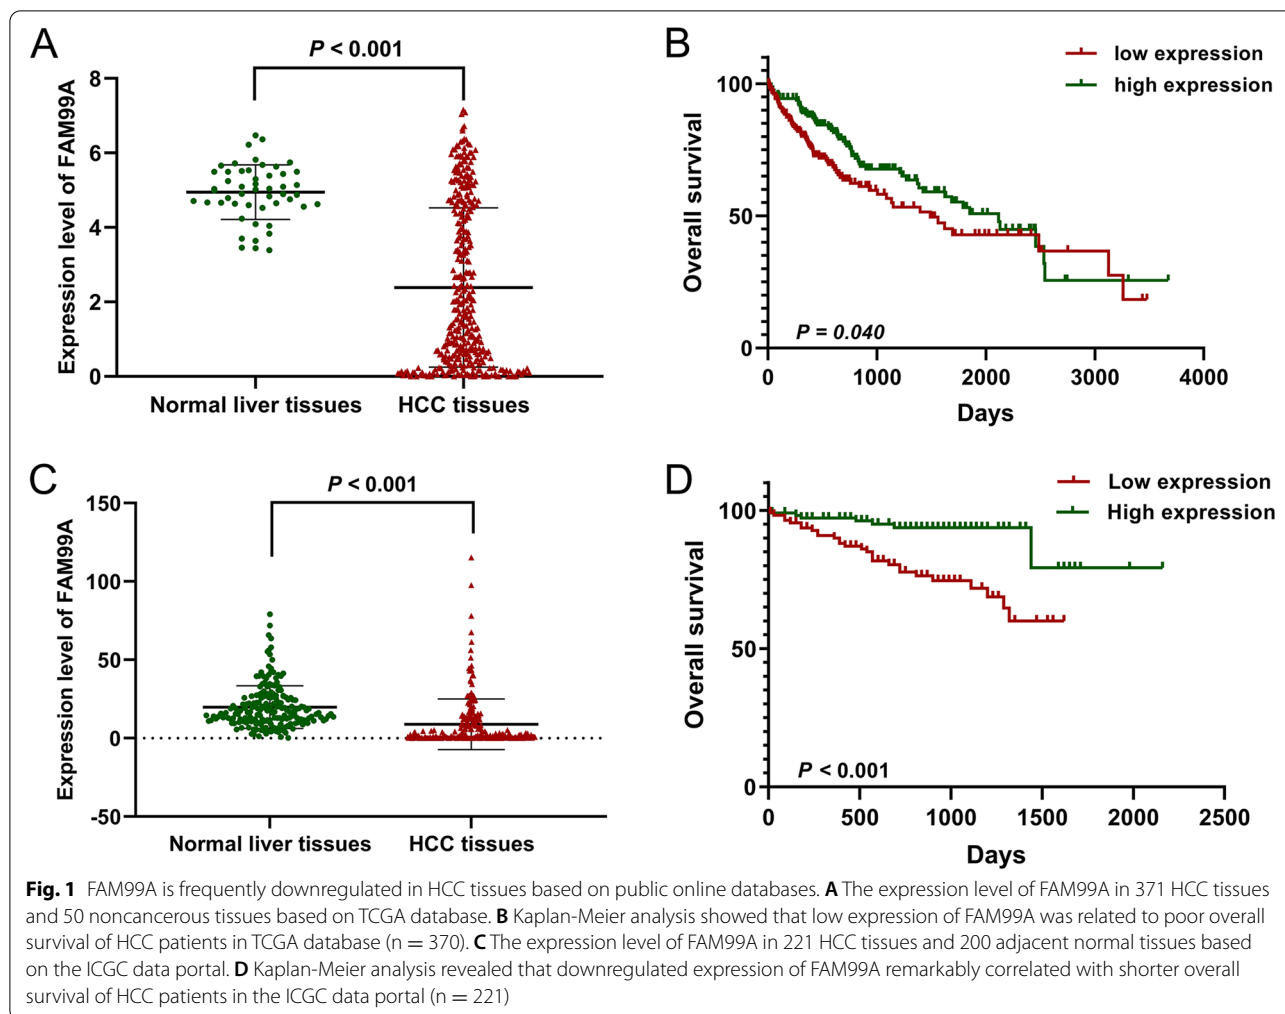 A
P < 0.001
Expression level of FAM99A
8
6
4
2
0
Normal liver tissues
HCC tissues
B
low expression
high expression
Overall survival
100
50
0
P = 0.040
0
1000
2000
3000
4000
Days
C
P < 0.001
Expression level of FAM99A
150
100
50
0
-50
Normal liver tissues
HCC tissues
D
Low expression
High expression
Overall survival
100
50
0
P < 0.001
0
500
1000
1500
2000
2500
Days
Fig. 1 FAM99A is frequently downregulated in HCC tissues based on public online databases. A The expression level of FAM99A in 371 HCC tissues
and 50 noncancerous tissues based on TCGA database. B Kaplan-Meier analysis showed that low expression of FAM99A was related to poor overall
survival of HCC patients in TCGA database (n = 370). C The expression level of FAM99A in 221 HCC tissues and 200 adjacent normal tissues based
on the ICGC data portal. D Kaplan-Meier analysis revealed that downregulated expression of FAM99A remarkably correlated with shorter overall
survival of HCC patients in the ICGC data portal (n = 221)